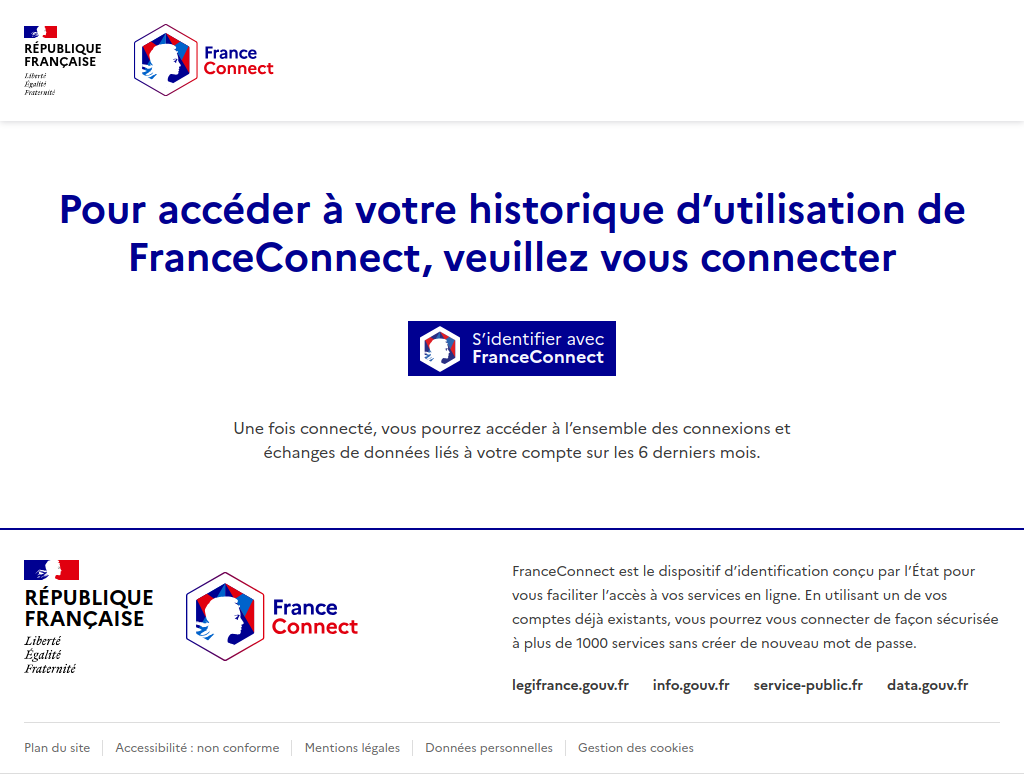 RÉPUBLIQUE
FRANÇAISE
Liberté
Égalité
Fraternité
France
Connect
Pour accéder à votre historique d’utilisation de
FranceConnect, veuillez vous connecter
S’identifier avec
FranceConnect
Une fois connecté, vous pourrez accéder à l’ensemble des connexions et
échanges de données liés à votre compte sur les 6 derniers mois.
RÉPUBLIQUE
FRANÇAISE
Liberté
Égalité
Fraternité
France
Connect
FranceConnect est le dispositif d’identification conçu par l’État pour
vous faciliter l’accès à vos services en ligne. En utilisant un de vos
comptes déjà existants, vous pourrez vous connecter de façon sécurisée
à plus de 1000 services sans créer de nouveau mot de passe.
legifrance.gouv.fr info.gouv.fr service-public.fr data.gouv.fr
Plan du site Accessibilité : non conforme Mentions légales Données personnelles Gestion des cookies